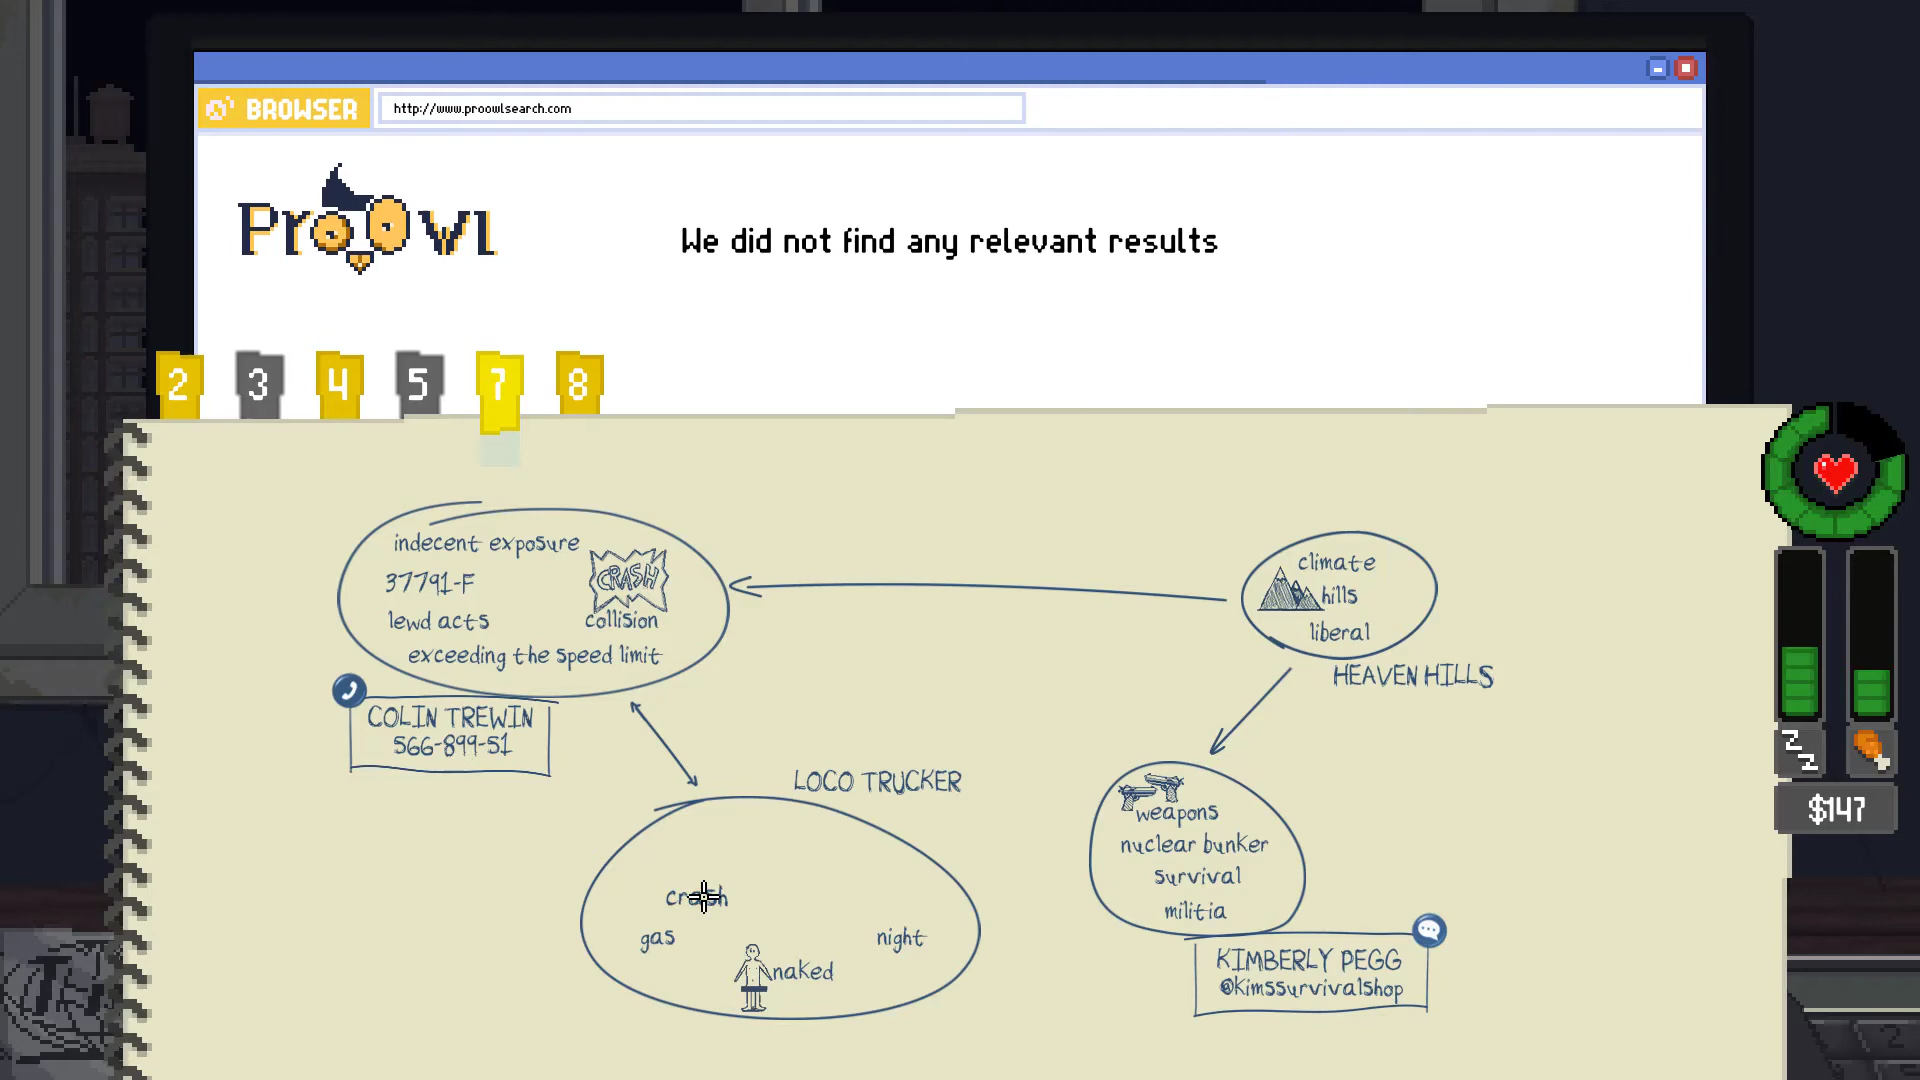 BROWSER
http://www.proowlsearch.com
PrOOwl
We did not find any relevant results
2 3 4 5 7 8
indecent exposure
37791-F
CRASH
lewd acts
collision
exceeding the speed limit
COLIN TREWIN
566-899-51
climate
hills
liberal
HEAVEN HILLS
LOCO TRUCKER
crash
gas
night
naked
weapons
nuclear bunker
survival
militia
KIMBERLY PEGG
@kimssurvivalshop
zzz
$147